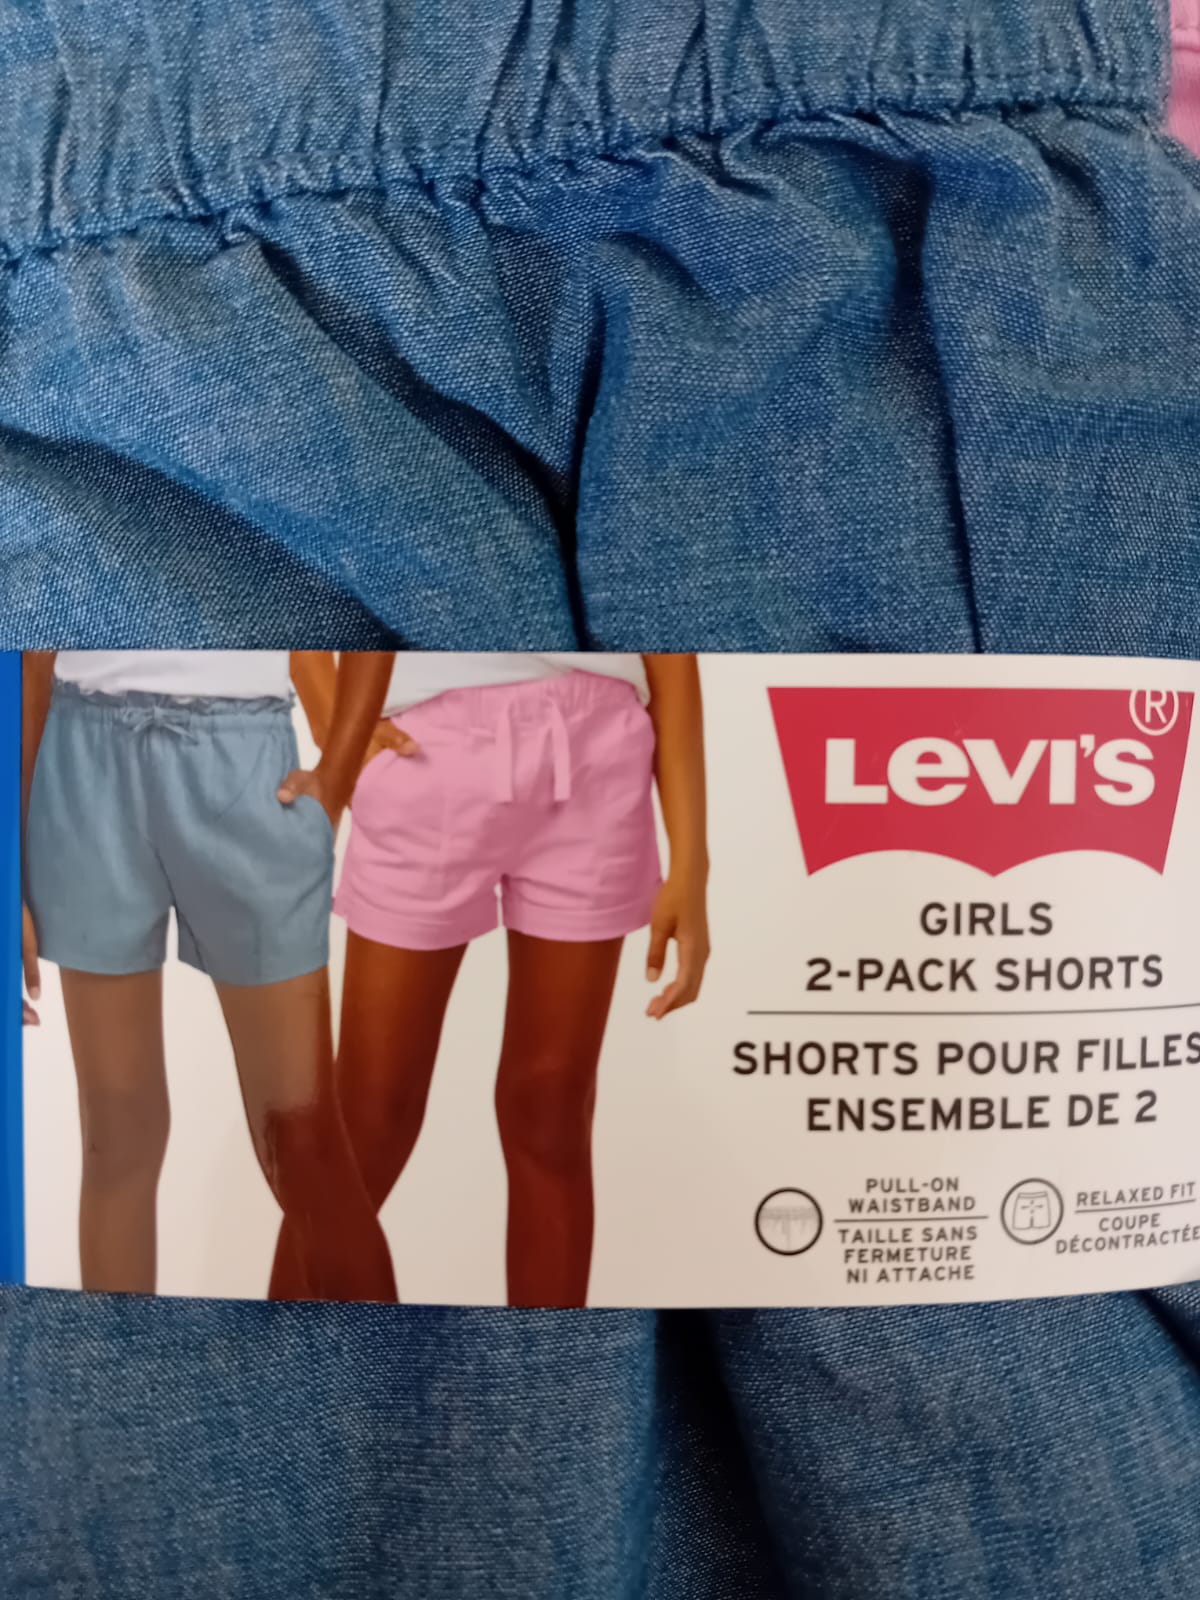 LEVI'S®
GIRLS
2-PACK SHORTS
SHORTS POUR FILLES
ENSEMBLE DE 2
PULL-ON
WAISTBAND
TAILLE SANS
FERMETURE
NI ATTACHE
RELAXED FIT
COUPE
DÉCONTRACTÉE